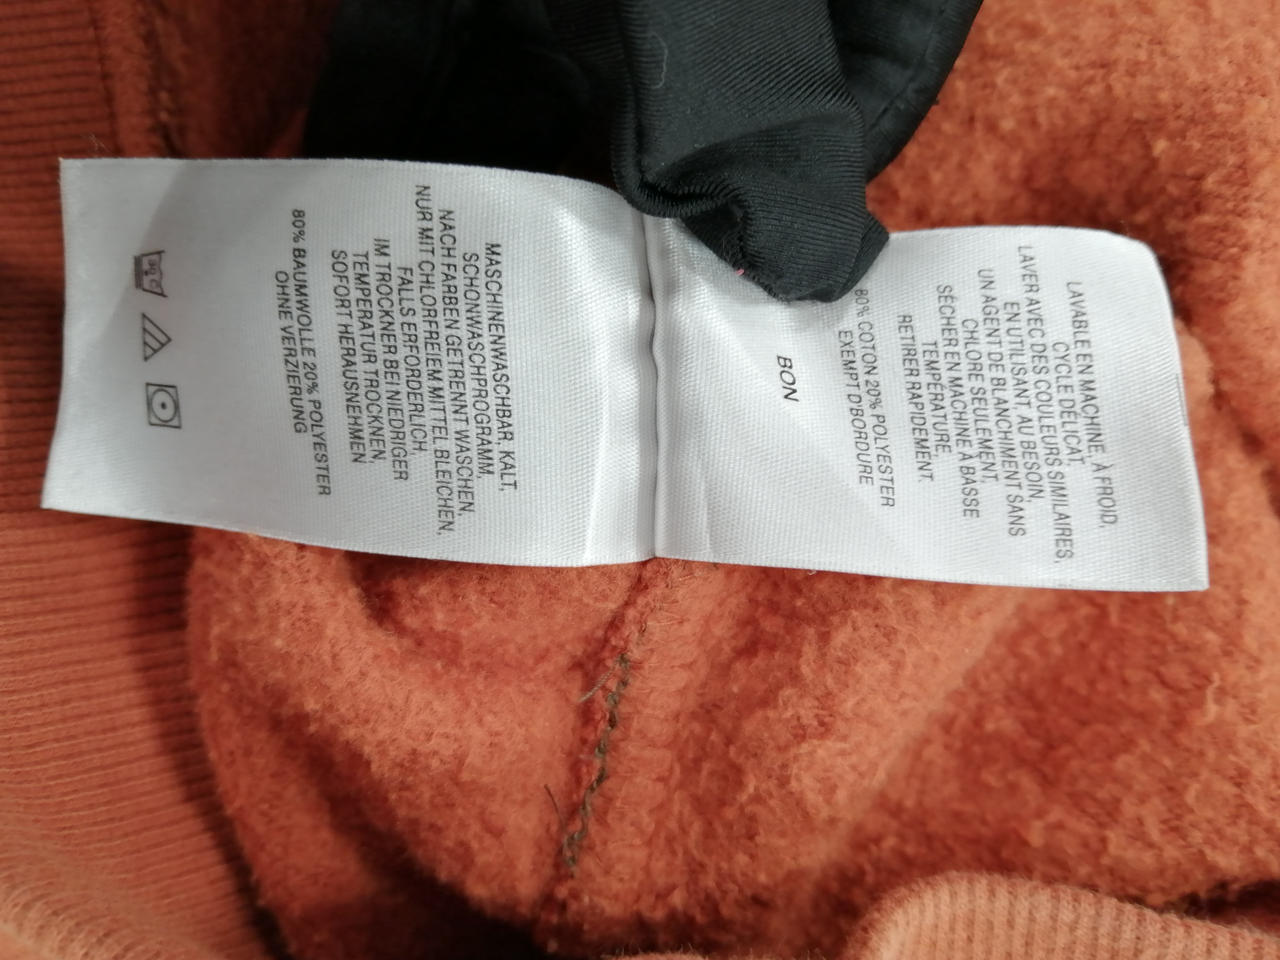 LAVABLE EN MACHINE, À FROID,
CYCLE DÉLICAT,
LAVER AVEC DES COULEURS SIMILAIRES,
EN UTILISANT, AU BESOIN,
UN AGENT DE BLANCHIMENT SANS
CHLORE SEULEMENT,
SÉCHER EN MACHINE À BASSE
TEMPÉRATURE,
RETIRER RAPIDEMENT.
80% COTON 20% POLYESTER
EXEMPT D'BORDURE
BON
MASCHINENWASCHBAR, KALT,
SCHONWASCHPROGRAMM,
NACH FARBEN GETRENNT WASCHEN,
NUR MIT CHLORFREIEM MITTEL BLEICHEN,
FALLS ERFORDERLICH,
IM TROCKNER BEI NIEDRIGER
TEMPERATUR TROCKNEN,
SOFORT HERAUSNEHMEN
80% BAUMWOLLE 20% POLYESTER
OHNE VERZIERUNG
30